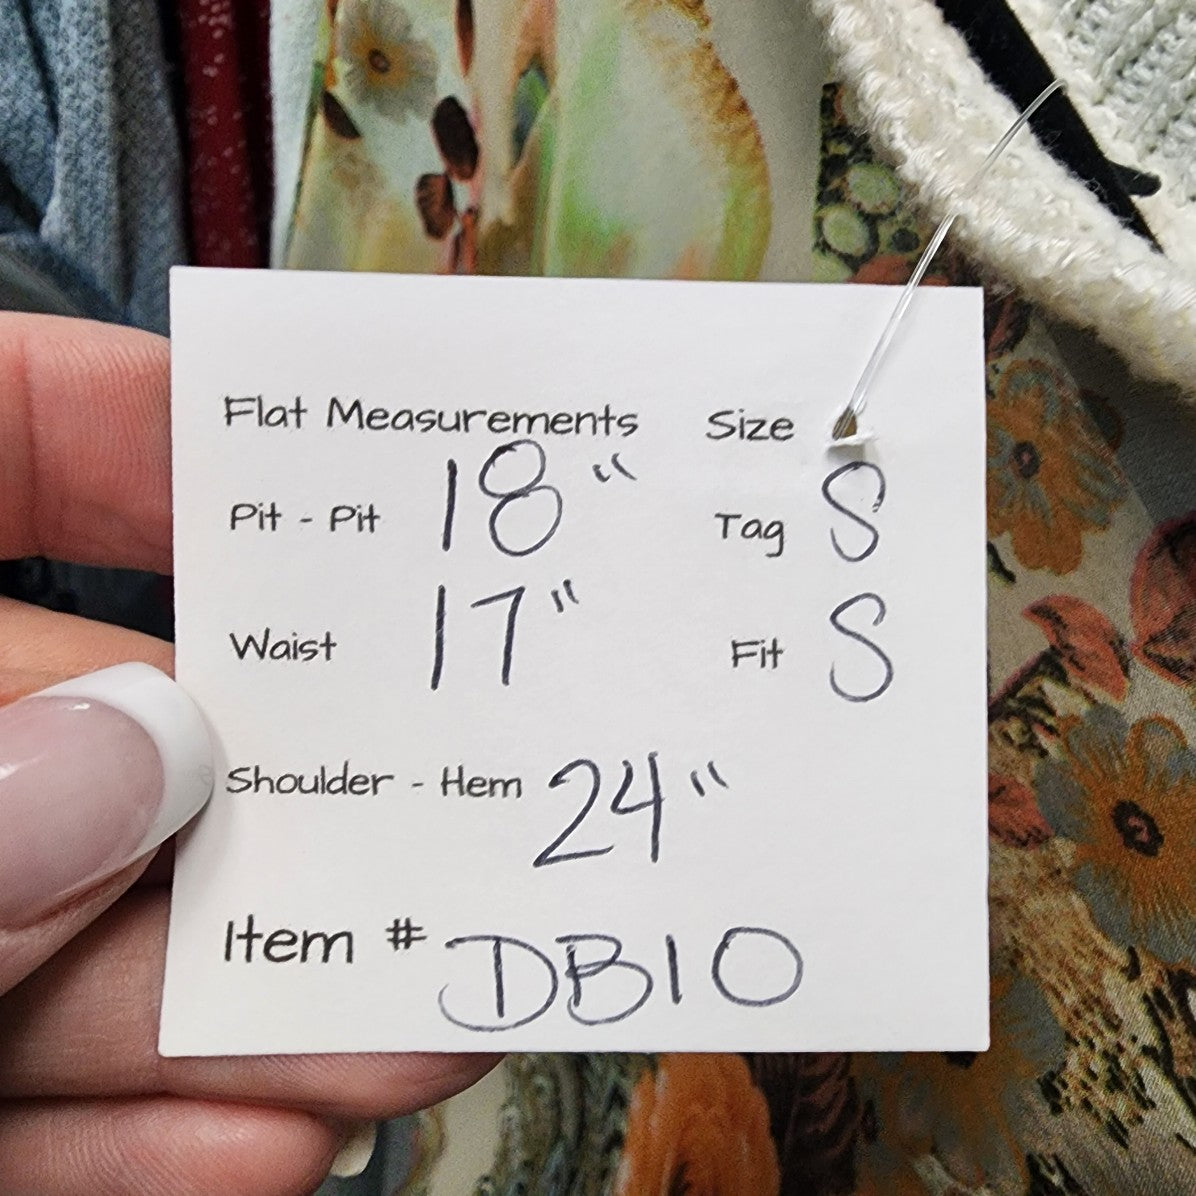 Flat Measurements Size
Pit - Pit 18" Tag S
Waist 17" Fit S
Shoulder - Hem 24"
Item # DB10